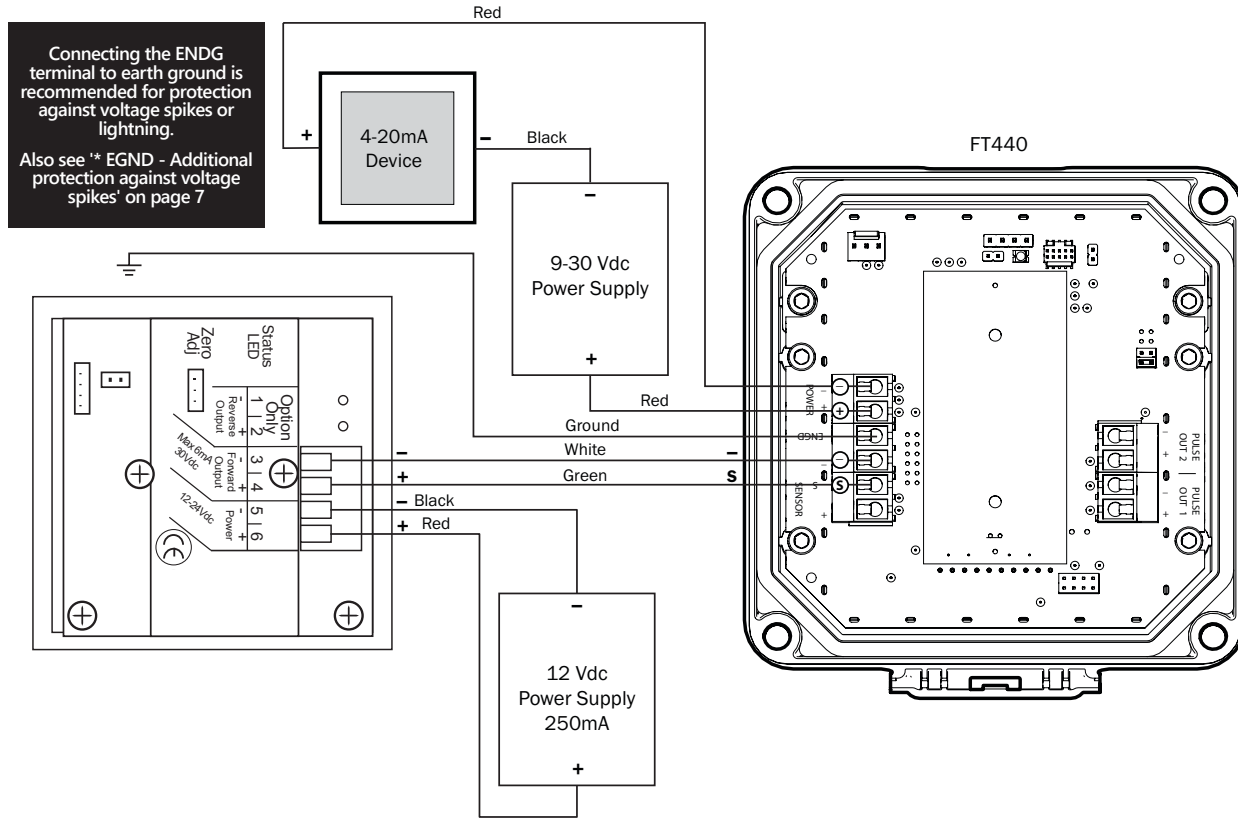 Red
Connecting the ENDG
terminal to earth ground is
recommended for protection
against voltage spikes or
lightning.
Also see '* EGND - Additional
protection against voltage
spikes' on page 7
+
4-20mA
Device
–
Black
FT440
–
9-30 Vdc
Power Supply
+
Red
Ground
White
Green
–
+
–
S
– Black
+ Red
Status
LED
Zero
Adj
Option
Only
1 | 2
- +
Reverse
Output
3 4
- +
Forward
Output
Max 6mA
30Vdc
5 | 6
- +
Power
12-24Vdc
CE
–
12 Vdc
Power Supply
250mA
+
POWER
- +
–
+
ENGD
–
S
-
S
+
SENSOR
PULSE
OUT 2
- +
PULSE
OUT 1
- +